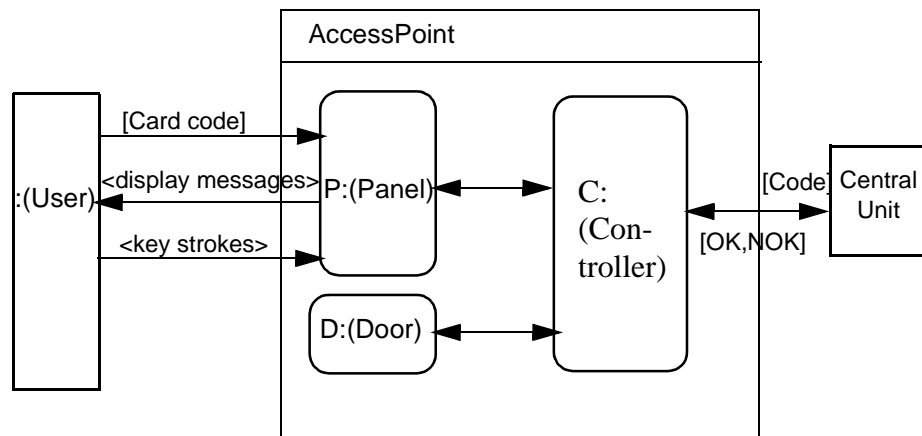 AccessPoint
[Card code]
<display messages>
:(User)
<key strokes>
P:(Panel)
D:(Door)
C:
(Con-
troller)
[Code]
[OK,NOK]
Central
Unit